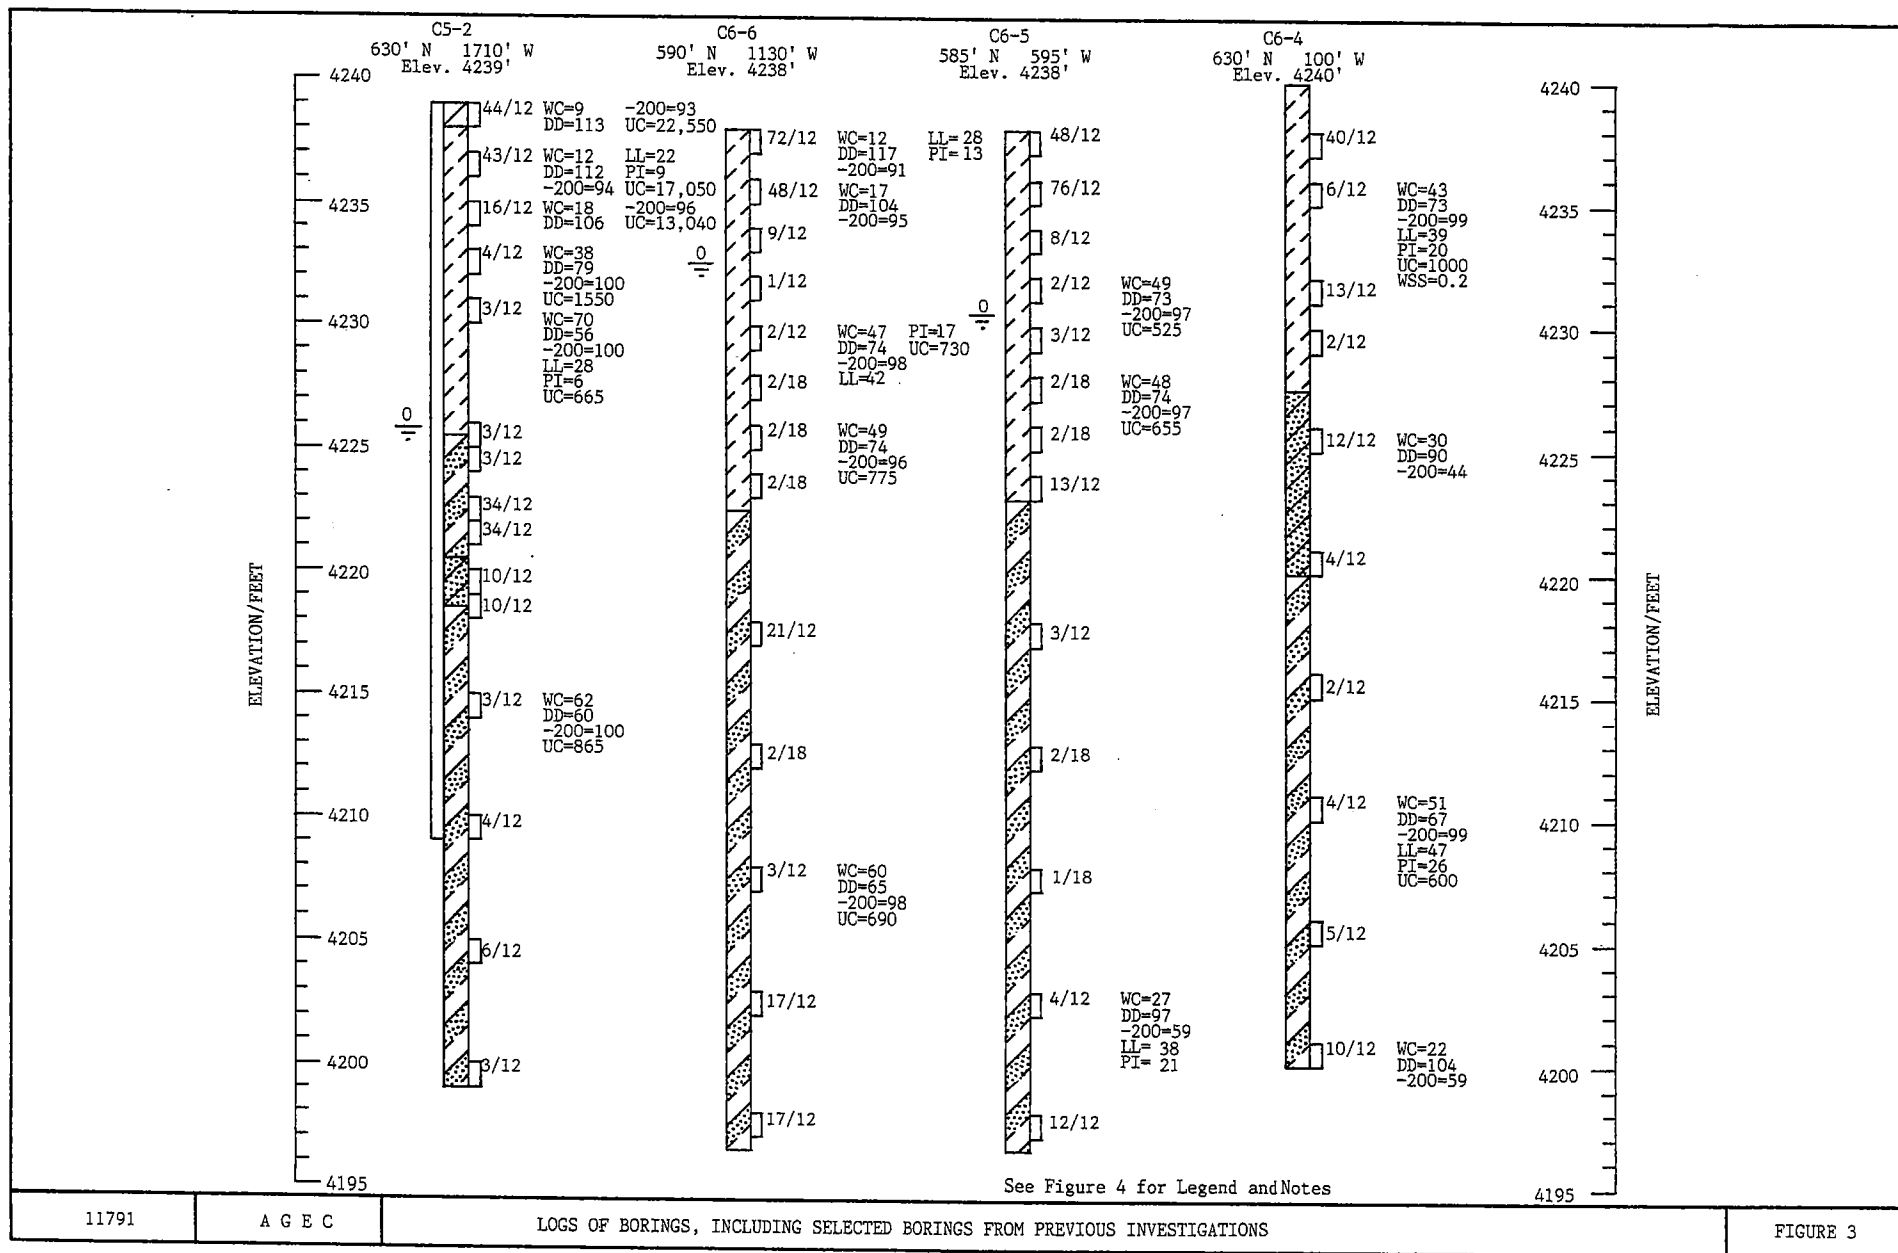 C5-2
630' N 1710' W
Elev. 4239'
44/12 WC=9 -200=93
DD=113 UC=22,550
43/12 WC=12 LL=22
DD=112 PI=9
-200=94 UC=17,050
16/12 WC=18 -200=96
DD=106 UC=13,040
4/12 WC=38
DD=79
-200=100
UC=1550
3/12 WC=70
DD=56
-200=100
LL=28
PI=6
UC=665
0
3/12
3/12
34/12
34/12
10/12
10/12
3/12 WC=62
DD=60
-200=100
UC=865
4/12
6/12
3/12
C6-6
590' N 1130' W
Elev. 4238'
72/12 WC=12 LL=28
DD=117 PI=13
-200=91
48/12 WC=17
DD=104
-200=95
9/12
0
1/12
2/12 WC=47 PI=17
DD=74 UC=730
-200=98
2/18 LL=42
2/18 WC=49
DD=74
-200=96
UC=775
2/18
21/12
2/18
3/12 WC=60
DD=65
-200=98
UC=690
17/12
17/12
C6-5
585' N 595' W
Elev. 4238'
48/12
76/12
8/12
2/12 WC=49
DD=73
-200=97
UC=525
0
3/12
2/18 WC=48
DD=74
-200=97
UC=655
2/18
13/12
3/12
2/18
1/18
4/12 WC=27
DD=97
-200=59
LL= 38
PI= 21
12/12
C6-4
630' N 100' W
Elev. 4240'
40/12
6/12 WC=43
DD=73
-200=99
LL=39
PI=20
UC=1000
WSS=0.2
13/12
2/12
12/12 WC=30
DD=90
-200=44
4/12
2/12
4/12 WC=51
DD=67
-200=99
LL=47
PI=26
UC=600
5/12
10/12 WC=22
DD=104
-200=59
ELEVATION/FEET
4240
4235
4230
4225
4220
4215
4210
4205
4200
4195
4240
4235
4230
4225
4220
4215
4210
4205
4200
4195
ELEVATION/FEET
See Figure 4 for Legend and Notes
11791
A G E C
LOGS OF BORINGS, INCLUDING SELECTED BORINGS FROM PREVIOUS INVESTIGATIONS
FIGURE 3